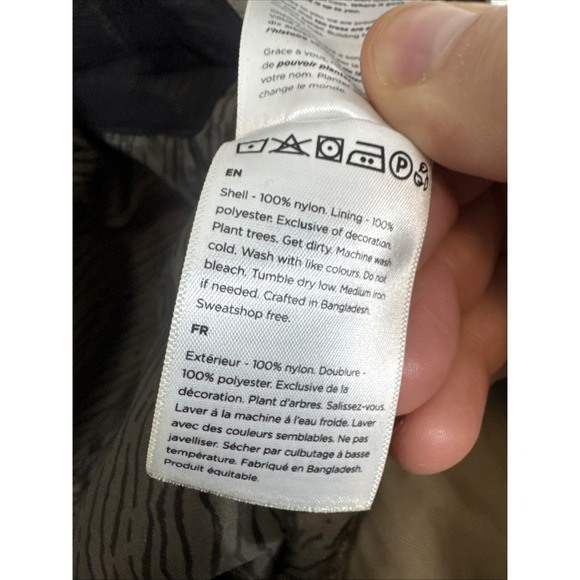 Grâce à vous,
de pouvoir plante
votre nom. Plante
change le monde.
P
EN
Shell - 100% nylon. Lining - 100%
polyester. Exclusive of decoration.
Plant trees. Get dirty. Machine wash
cold. Wash with like colours. Do not
bleach. Tumble dry low. Medium iron
if needed. Crafted in Bangladesh.
Sweatshop free.
FR
Extérieur - 100% nylon. Doublure -
100% polyester. Exclusive de la
décoration. Plant d'arbres. Salissez-vous.
Laver á la machine á l'eau froide. Laver
avec des couleurs semblables. Ne pas
javelliser. Sécher par culbutage à basse
température. Fabriqué en Bangladesh.
Produit équitable.